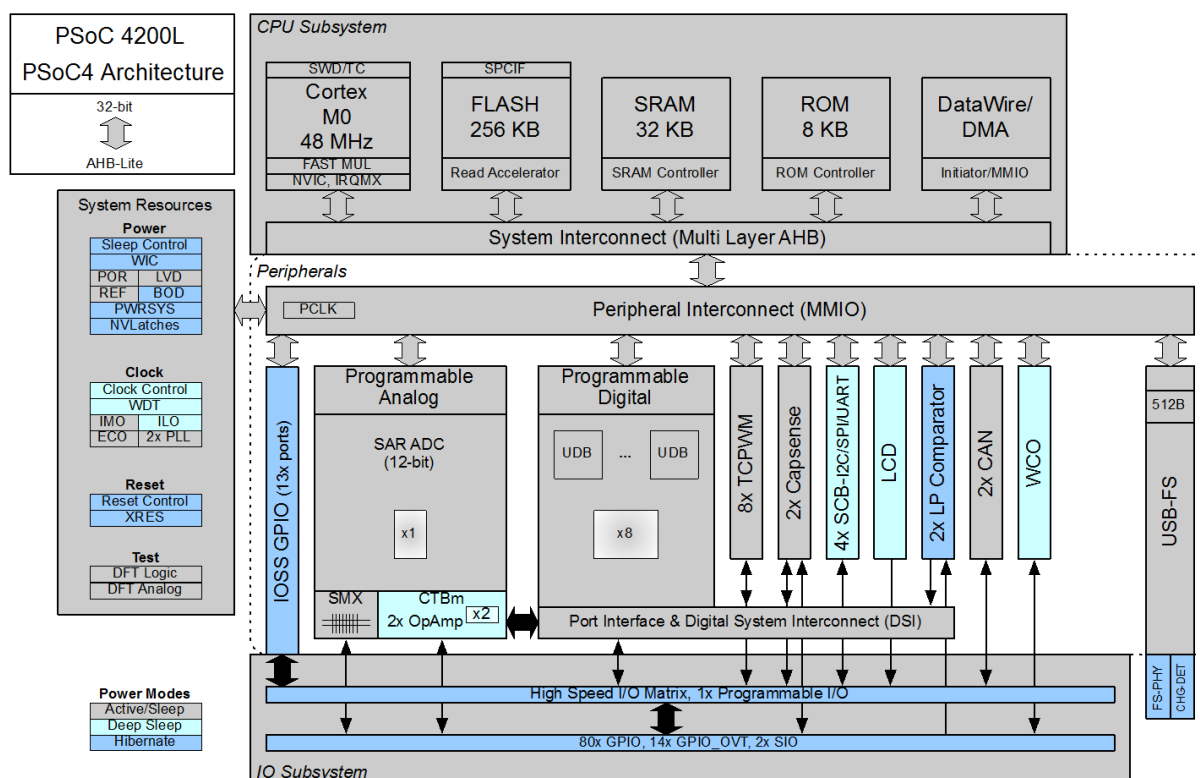 PSoC 4200L
PSoC4 Architecture
32-bit
AHB-Lite
CPU Subsystem
SWD/TC
Cortex
M0
48 MHz
FAST MUL
NVIC, IRQMX
SPCIF
FLASH
256 KB
Read Accelerator
SRAM
32 KB
SRAM Controller
ROM
8 KB
ROM Controller
DataWire/
DMA
Initiator/MMIO
System Interconnect (Multi Layer AHB)
System Resources
Power
Sleep Control
WIC
POR LVD
REF BOD
PWRSYS
NVLatches
Clock
Clock Control
WDT
IMO ILO
ECO 2x PLL
Reset
Reset Control
XRES
Test
DFT Logic
DFT Analog
Peripherals
PCLK
Peripheral Interconnect (MMIO)
IOSS GPIO (13x ports)
Programmable
Analog
SAR ADC
(12-bit)
x1
SMX
CTBm
2x OpAmp
x2
Programmable
Digital
UDB ... UDB
x8
8x TCPWM
2x Capsense
4x SCB-I2C/SPI/UART
LCD
2x LP Comparator
2x CAN
WCO
512B
USB-FS
FS-PHY
CHG-DET
Port Interface & Digital System Interconnect (DSI)
High Speed I/O Matrix, 1x Programmable I/O
80x GPIO, 14x GPIO_OVT, 2x SIO
IO Subsystem
Power Modes
Active/Sleep
Deep Sleep
Hibernate